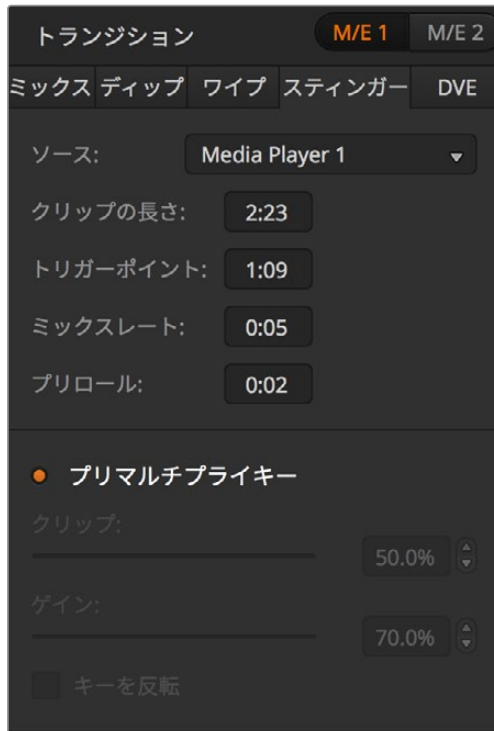 トランジション M/E 1 M/E 2
ミックス ディップ ワイプ スティンガー DVE
ソース: Media Player 1
クリップの長さ: 2:23
トリガーポイント: 1:09
ミックスレート: 0:05
プリロール: 0:02
プリマルチプライキー
クリップ:
50.0%
ゲイン:
70.0%
キーを反転